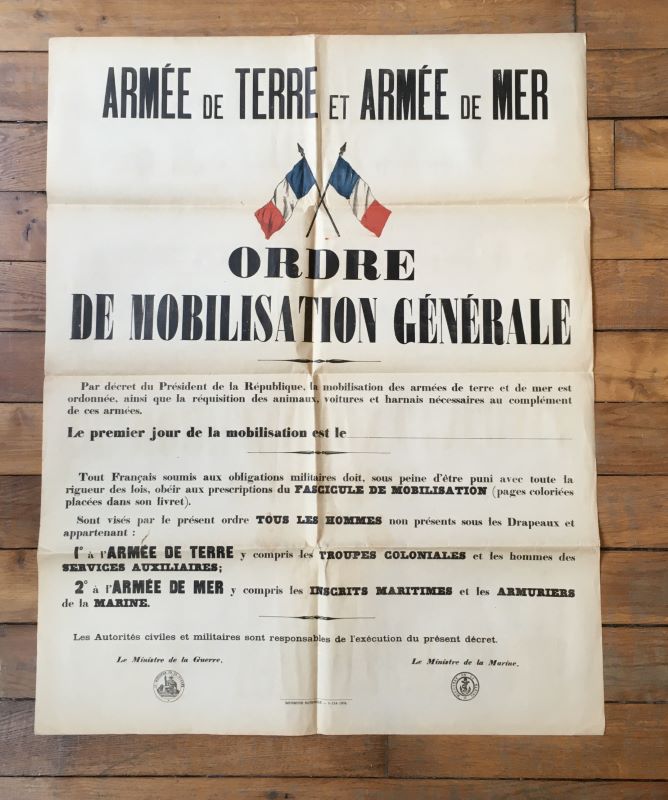 ARMÉE DE TERRE ET ARMÉE DE MER
ORDRE
DE MOBILISATION GÉNÉRALE
Par décret du Président de la République, la mobilisation des armées de terre et de mer est
ordonnée, ainsi que la réquisition des animaux, voitures et harnais nécessaires au complément
de ces armées.
Le premier jour de la mobilisation est le
Tout Français soumis aux obligations militaires doit, sous peine d'être puni avec toute la
rigueur des lois, obéir aux prescriptions du FASCICULE DE MOBILISATION (pages coloriées
placées dans son livret).
Sont visés par le présent ordre TOUS LES HOMMES non présents sous les Drapeaux et
appartenant :
1° à l'ARMÉE DE TERRE y compris les TROUPES COLONIALES et les hommes des
SERVICES AUXILIAIRES;
2° à l'ARMÉE DE MER y compris les INSCRITS MARITIMES et les ARMURIERS
de la MARINE.
Les Autorités civiles et militaires sont responsables de l'exécution du présent décret.
Le Ministre de la Guerre,
Le Ministre de la Marine,
IMPRIMERIE NATIONALE